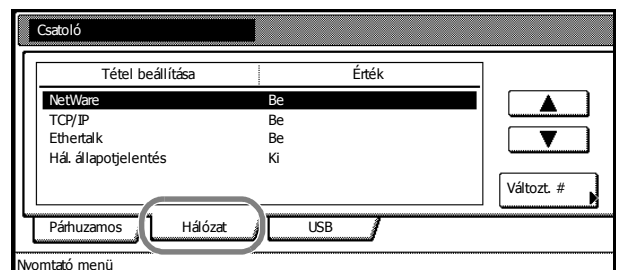 Csatoló
Tétel beállítása Érték
NetWare Be
TCP/IP Be
Ethertalk Be
Hál. állapotjelentés Ki
Változt. #
Párhuzamos Hálózat USB
Nyomtató menü